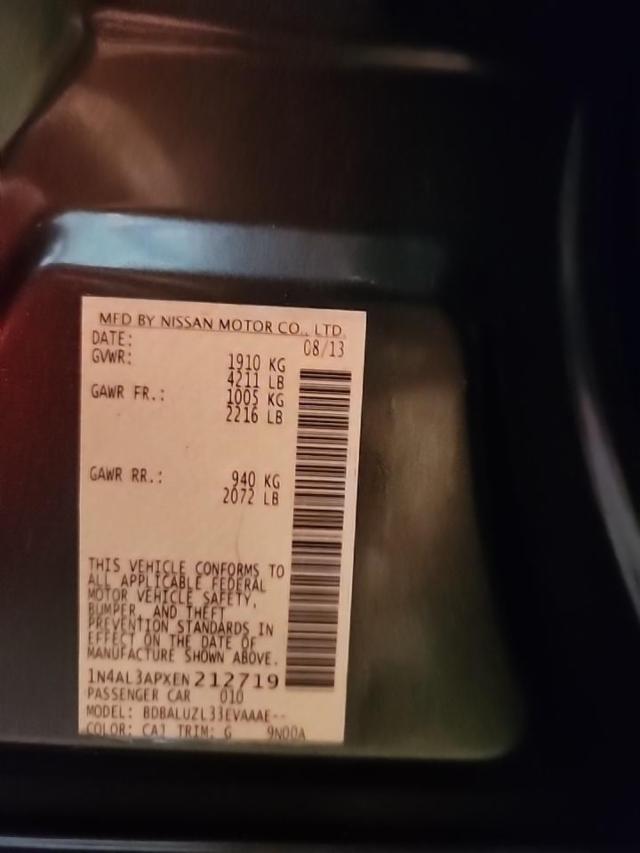 MFD BY NISSAN MOTOR CO., LTD.
DATE: 08/13
GVWR: 1910 KG
4211 LB
GAWR FR.: 1005 KG
2216 LB
GAWR RR.: 940 KG
2072 LB
THIS VEHICLE CONFORMS TO
ALL APPLICABLE FEDERAL
MOTOR VEHICLE SAFETY,
BUMPER, AND THEFT
PREVENTION STANDARDS IN
EFFECT ON THE DATE OF
MANUFACTURE SHOWN ABOVE.
1N4AL3APXEN212719
PASSENGER CAR 010
MODEL: BDBALUZL33EVAAAE--
COLOR: CAJ TRIM: G 9N00A